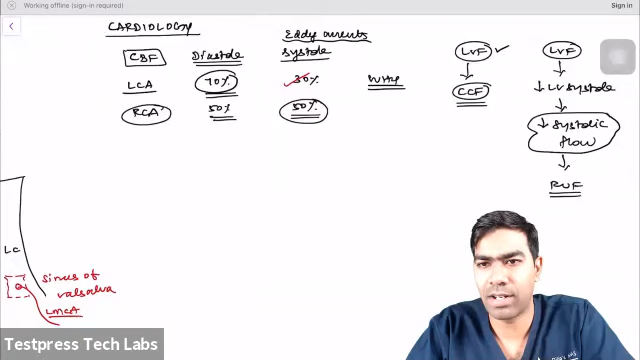 Working offline (sign-in required)
Sign in
CARDIOLOGY
Eddy currents
CBF Diastole systole
LCA 70% 30% Why
RCA 50% 50%
LVF ✓
CCF
LVF
↓ LV systole
↓ systolic
flow
RVF
LC
sinus of
valsalva
LMCA
Testpress Tech Labs